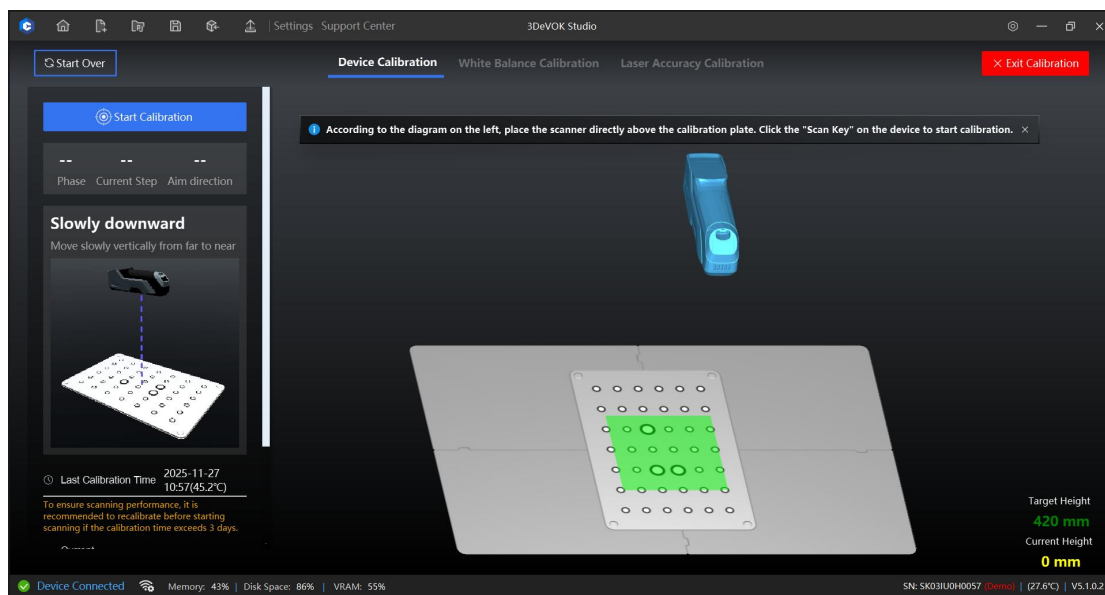 Settings Support Center
3DeVOK Studio
Start Over
Device Calibration
White Balance Calibration
Laser Accuracy Calibration
Exit Calibration
Start Calibration
According to the diagram on the left, place the scanner directly above the calibration plate. Click the "Scan Key" on the device to start calibration.
-- -- --
Phase Current Step Aim direction
Slowly downward
Move slowly vertically from far to near
Last Calibration Time 2025-11-27
10:57(45.2℃)
To ensure scanning performance, it is
recommended to recalibrate before starting
scanning if the calibration time exceeds 3 days.
Target Height
420 mm
Current Height
0 mm
Device Connected Memory: 43% | Disk Space: 86% | VRAM: 55% SN: SK03IU0H0057 (Demo) | (27.6℃) | V5.1.0.2